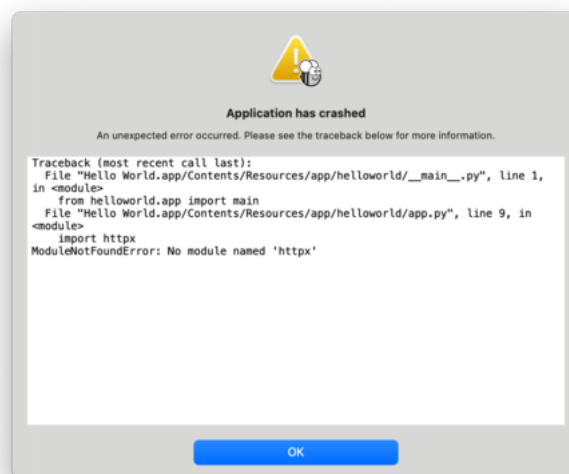 Application has crashed
An unexpected error occurred. Please see the traceback below for more information.
Traceback (most recent call last):
  File "Hello World.app/Contents/Resources/app/helloworld/__main__.py", line 1,
in <module>
    from helloworld.app import main
  File "Hello World.app/Contents/Resources/app/helloworld/app.py", line 9, in
<module>
    import httpx
ModuleNotFoundError: No module named 'httpx'
OK